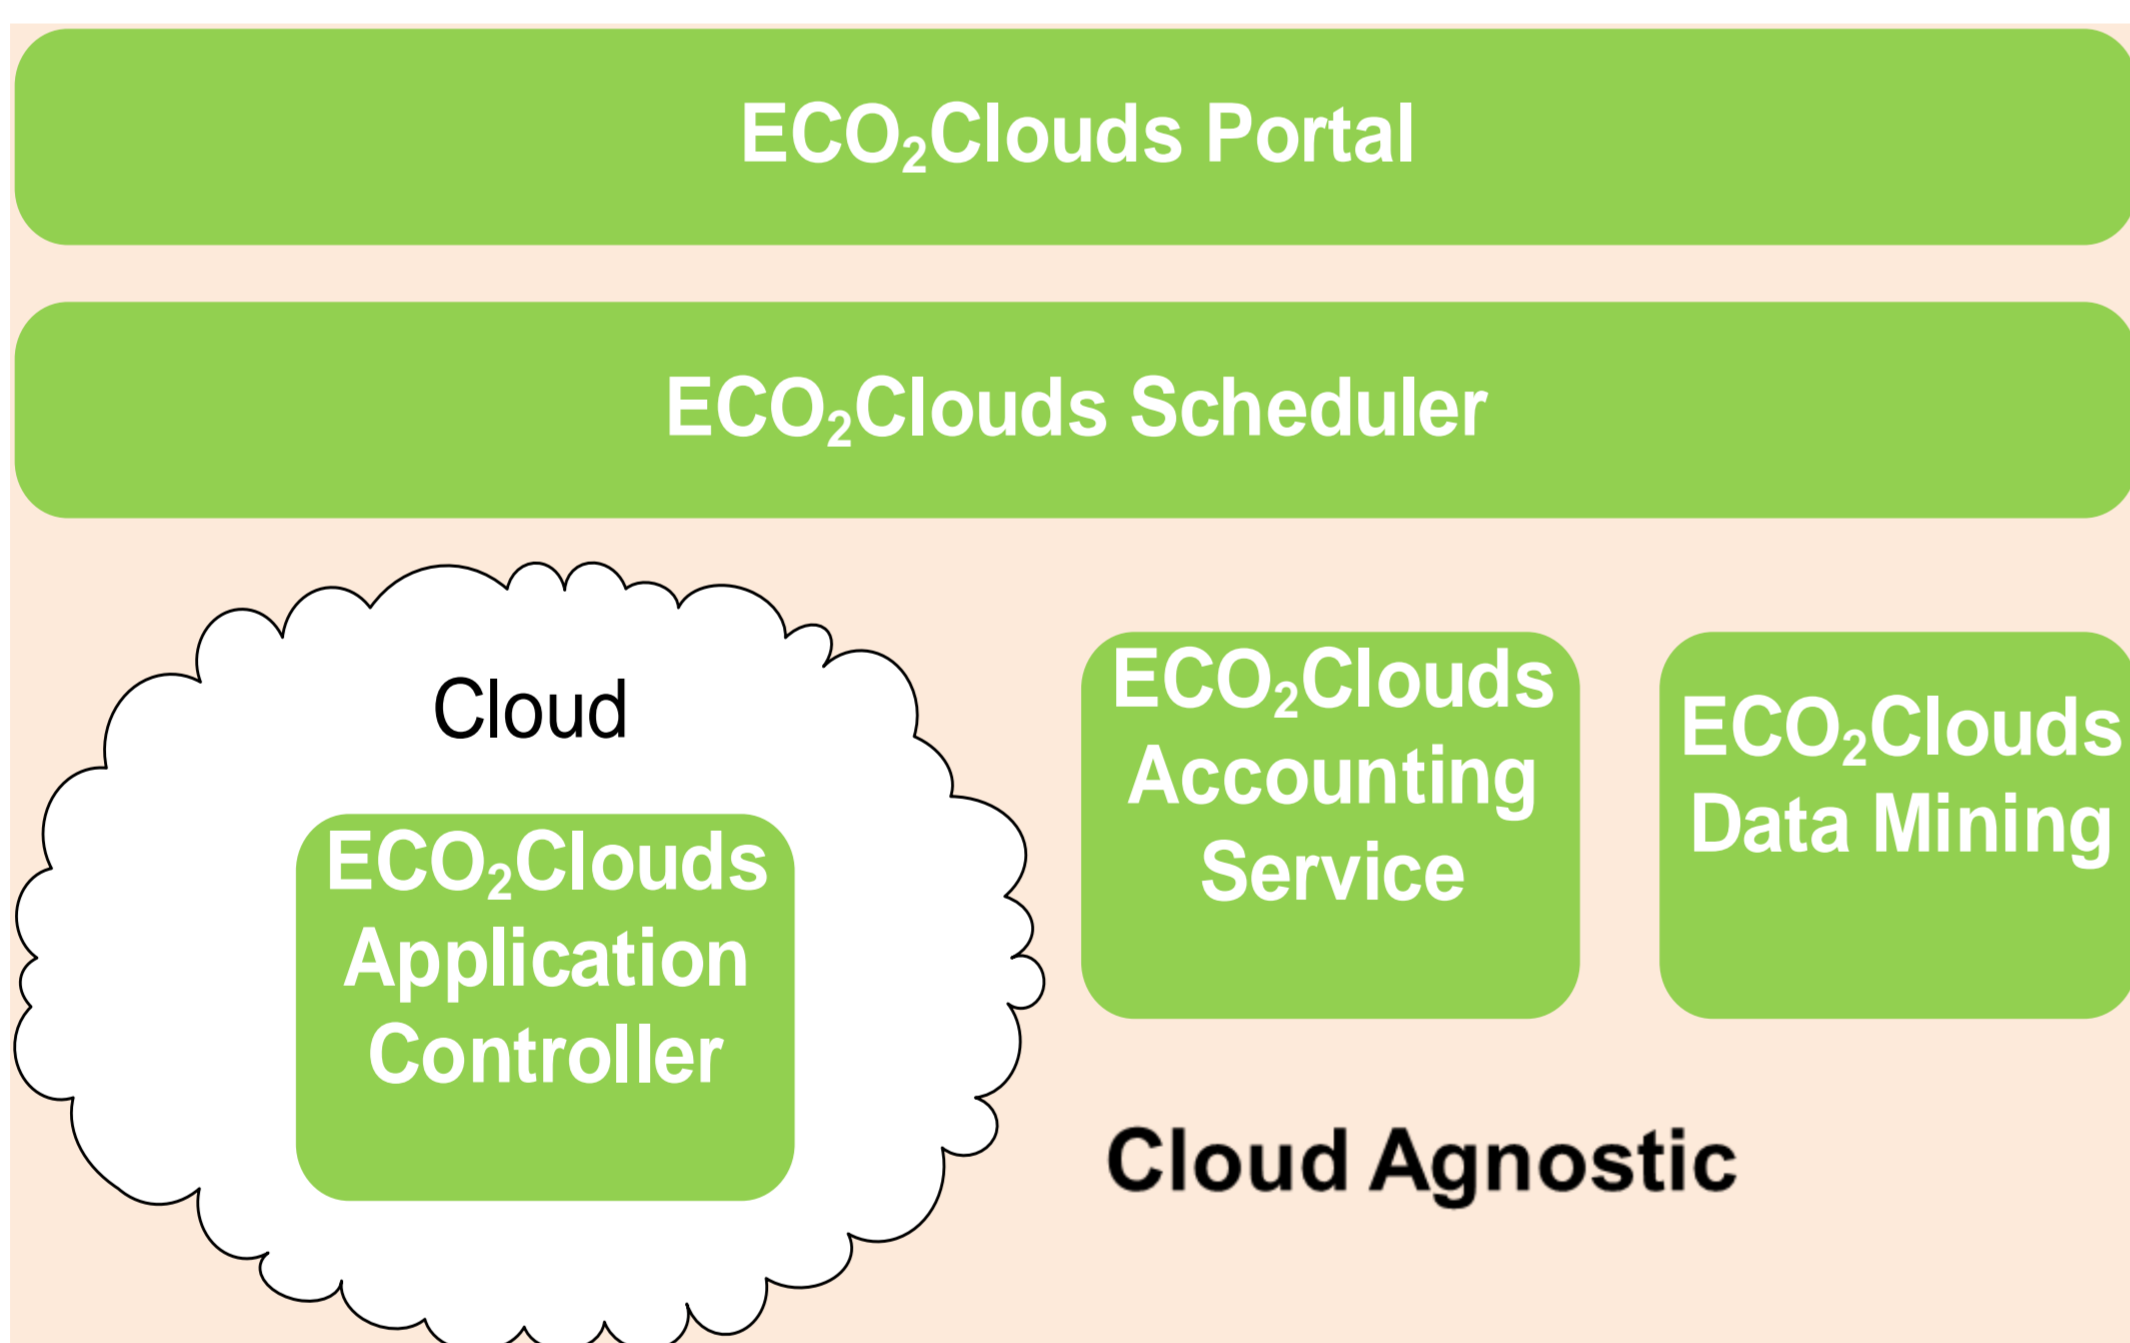 ECO₂Clouds Portal
ECO₂Clouds Scheduler
Cloud
ECO₂Clouds
Application
Controller
ECO₂Clouds
Accounting
Service
ECO₂Clouds
Data Mining
Cloud Agnostic